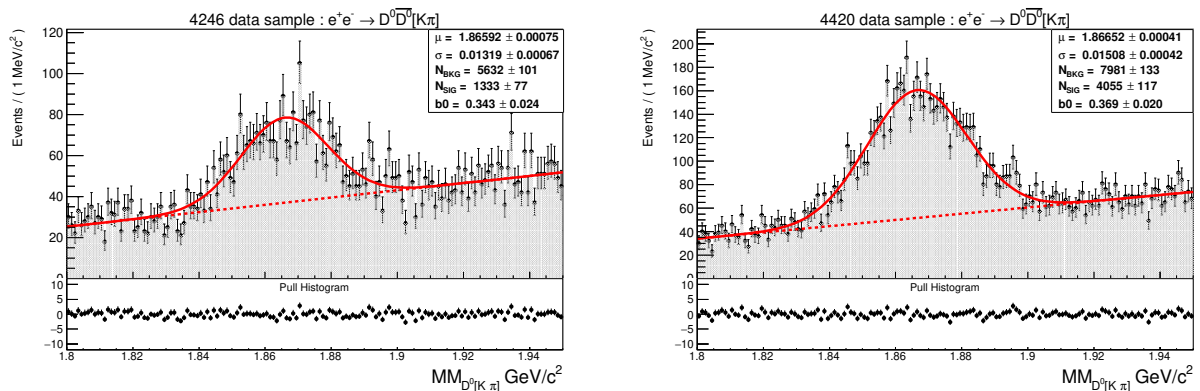 4246 data sample : e⁺e⁻ → D⁰D̅⁰[Kπ]
Events / ( 1 MeV/c² )
120
100
80
60
40
20
0
μ = 1.86592 ± 0.00075
σ = 0.01319 ± 0.00067
N_BKG = 5632 ± 101
N_SIG = 1333 ± 77
b0 = 0.343 ± 0.024
Pull Histogram
10
5
0
−5
−10
1.8 1.82 1.84 1.86 1.88 1.9 1.92 1.94
MM_D⁰[K π] GeV/c²
4420 data sample : e⁺e⁻ → D⁰D̅⁰[Kπ]
Events / ( 1 MeV/c² )
200
180
160
140
120
100
80
60
40
20
0
μ = 1.86652 ± 0.00041
σ = 0.01508 ± 0.00042
N_BKG = 7981 ± 133
N_SIG = 4055 ± 117
b0 = 0.369 ± 0.020
Pull Histogram
10
5
0
−5
−10
1.8 1.82 1.84 1.86 1.88 1.9 1.92 1.94
MM_D⁰[K π] GeV/c²